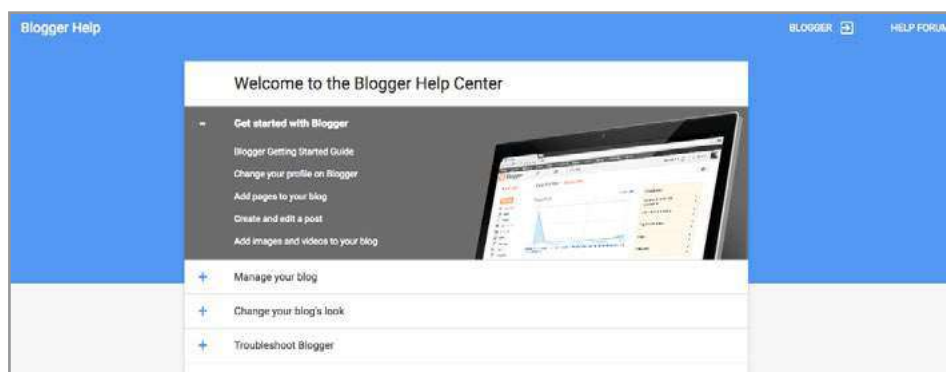 Blogger Help
BLOGGER
HELP FORUM
Welcome to the Blogger Help Center
Get started with Blogger
Blogger Getting Started Guide
Change your profile on Blogger
Add pages to your blog
Create and edit a post
Add images and videos to your blog
Blogger
Manage your blog
Change your blog's look
Troubleshoot Blogger